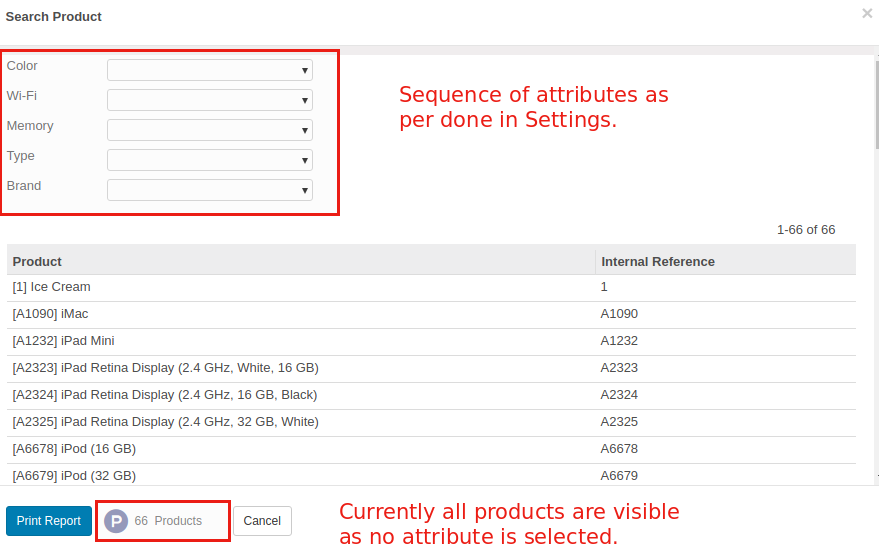 Search Product
×
Color
Wi-Fi
Memory
Type
Brand
Sequence of attributes as
per done in Settings.
1-66 of 66
Product Internal Reference
[1] Ice Cream 1
[A1090] iMac A1090
[A1232] iPad Mini A1232
[A2323] iPad Retina Display (2.4 GHz, White, 16 GB) A2323
[A2324] iPad Retina Display (2.4 GHz, 16 GB, Black) A2324
[A2325] iPad Retina Display (2.4 GHz, 32 GB, White) A2325
[A6678] iPod (16 GB) A6678
[A6679] iPod (32 GB) A6679
Print Report P 66 Products Cancel
Currently all products are visible
as no attribute is selected.